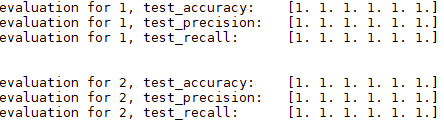 evaluation for 1, test_accuracy: [1. 1. 1. 1. 1. 1.]
evaluation for 1, test_precision: [1. 1. 1. 1. 1. 1.]
evaluation for 1, test_recall: [1. 1. 1. 1. 1. 1.]
evaluation for 2, test_accuracy: [1. 1. 1. 1. 1. 1.]
evaluation for 2, test_precision: [1. 1. 1. 1. 1. 1.]
evaluation for 2, test_recall: [1. 1. 1. 1. 1. 1.]